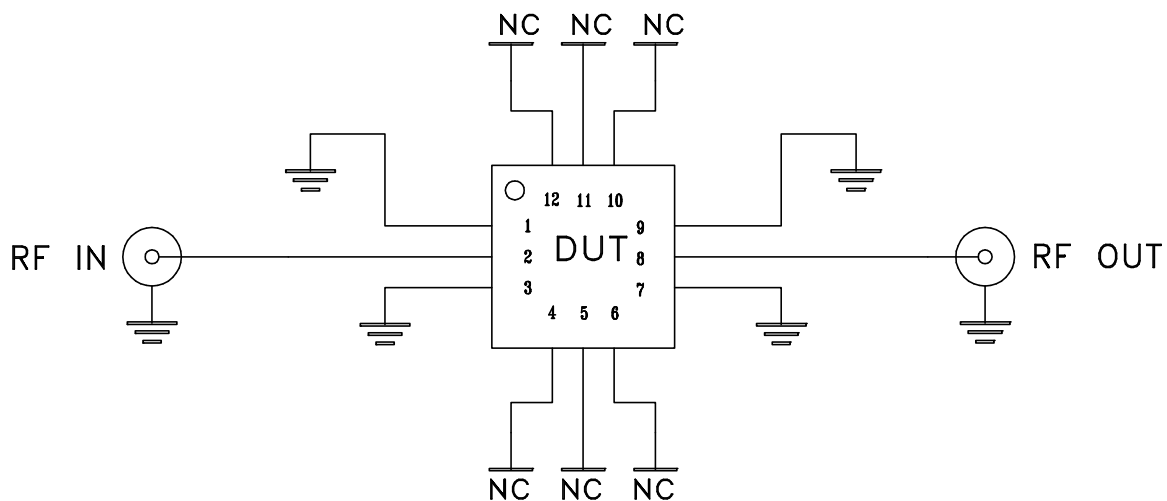 NC NC NC
12 11 10
1 9
RF IN 2 DUT 8 RF OUT
3 7
4 5 6
NC NC NC